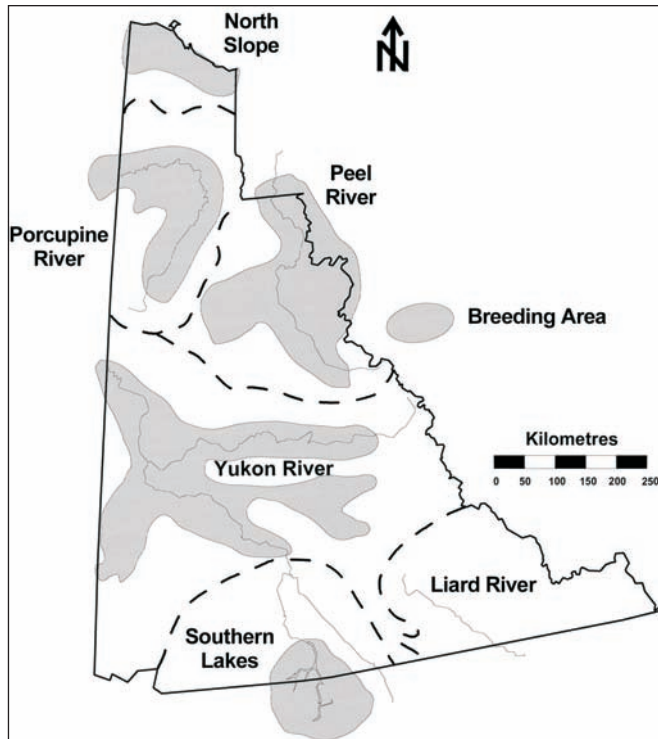 North
Slope
N
Peel
River
Porcupine
River
Breeding Area
Kilometres
0 50 100 150 200 250
Yukon River
Liard River
Southern
Lakes